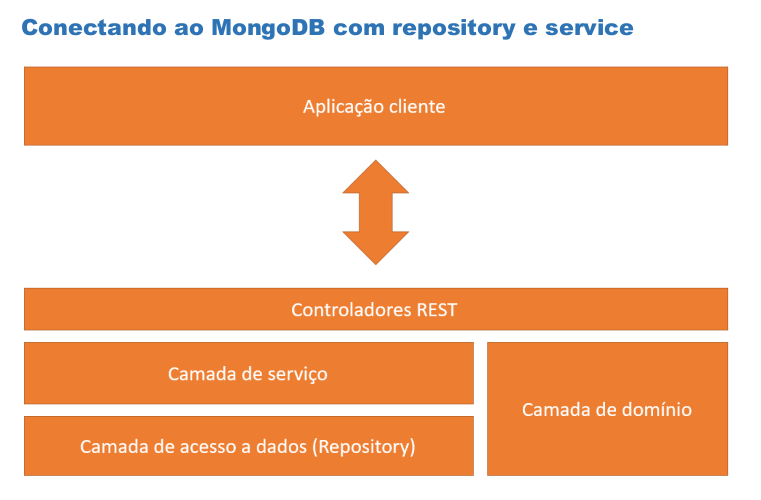 Conectando ao MongoDB com repository e service
Aplicação cliente
Controladores REST
Camada de serviço
Camada de domínio
Camada de acesso a dados (Repository)